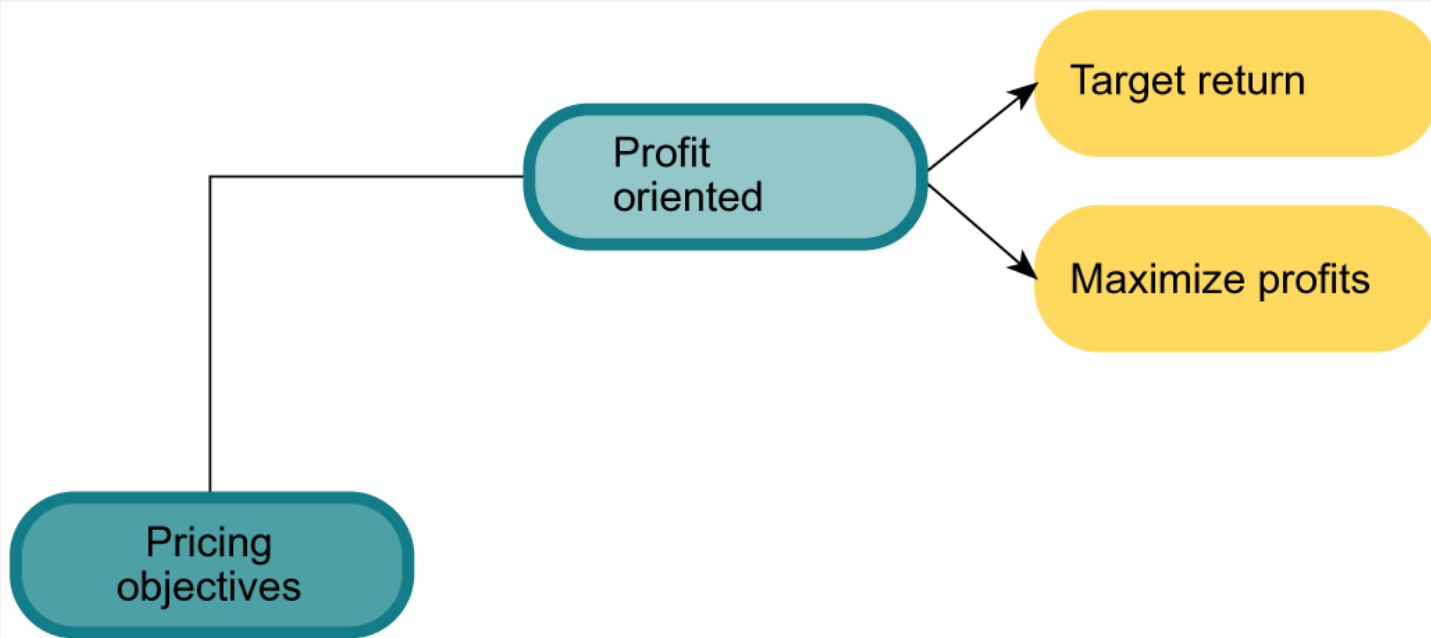 Target return
Profit
oriented
Maximize profits
Pricing
objectives